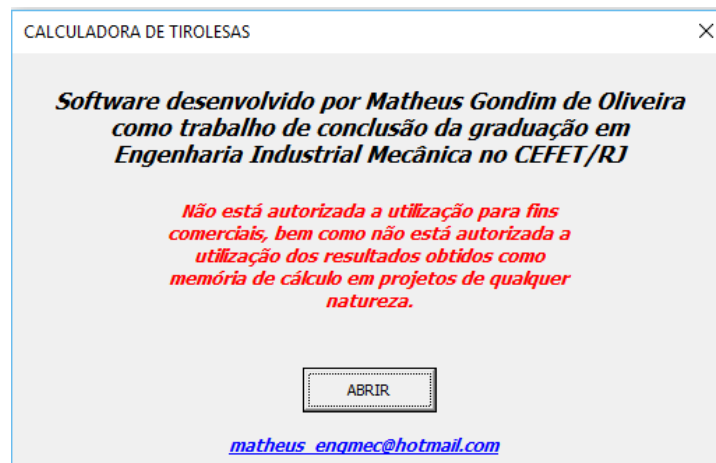 CALCULADORA DE TIROLESAS
Software desenvolvido por Matheus Gondim de Oliveira
como trabalho de conclusão da graduação em
Engenharia Industrial Mecânica no CEFET/RJ
Não está autorizada a utilização para fins
comerciais, bem como não está autorizada a
utilização dos resultados obtidos como
memória de cálculo em projetos de qualquer
natureza.
ABRIR
matheus_engmec@hotmail.com